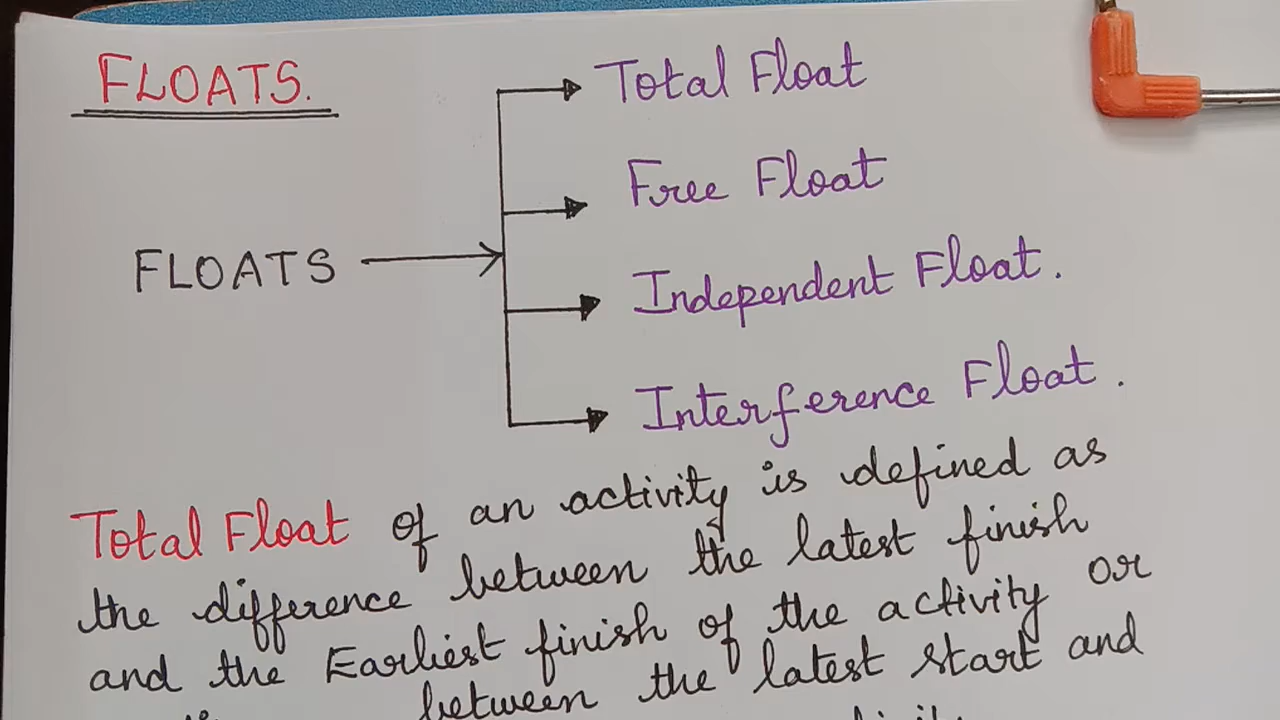 FLOATS.
Total Float
Free Float
FLOATS
Independent Float.
Interference Float.
Total Float of an activity is defined as
the difference between the latest finish
and the Earliest finish of the activity or
between the latest start and